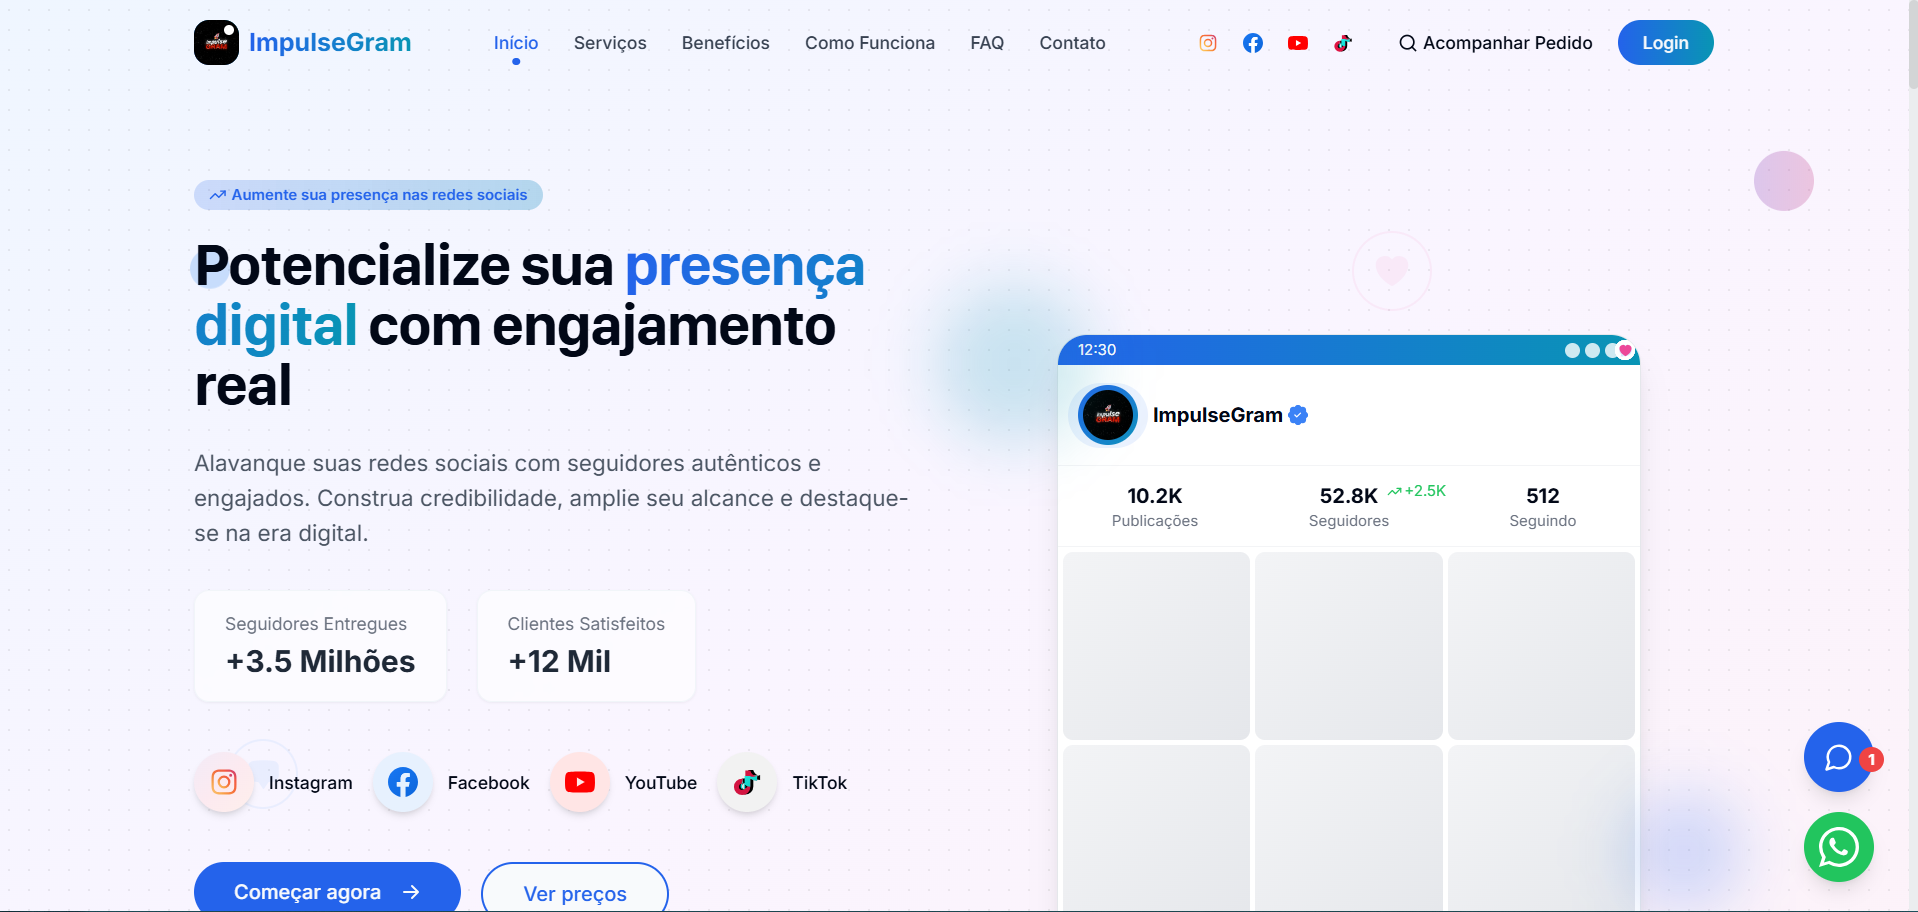 ImpulseGram
Início
Serviços
Benefícios
Como Funciona
FAQ
Contato
Acompanhar Pedido
Login
Aumente sua presença nas redes sociais
Potencialize sua presença
digital com engajamento
real
Alavanque suas redes sociais com seguidores autênticos e
engajados. Construa credibilidade, amplie seu alcance e destaque-
se na era digital.
Seguidores Entregues
+3.5 Milhões
Clientes Satisfeitos
+12 Mil
Instagram
Facebook
YouTube
TikTok
Começar agora
Ver preços
12:30
Impulse
GRAM
ImpulseGram
10.2K
Publicações
52.8K
+2.5K
Seguidores
512
Seguindo
1